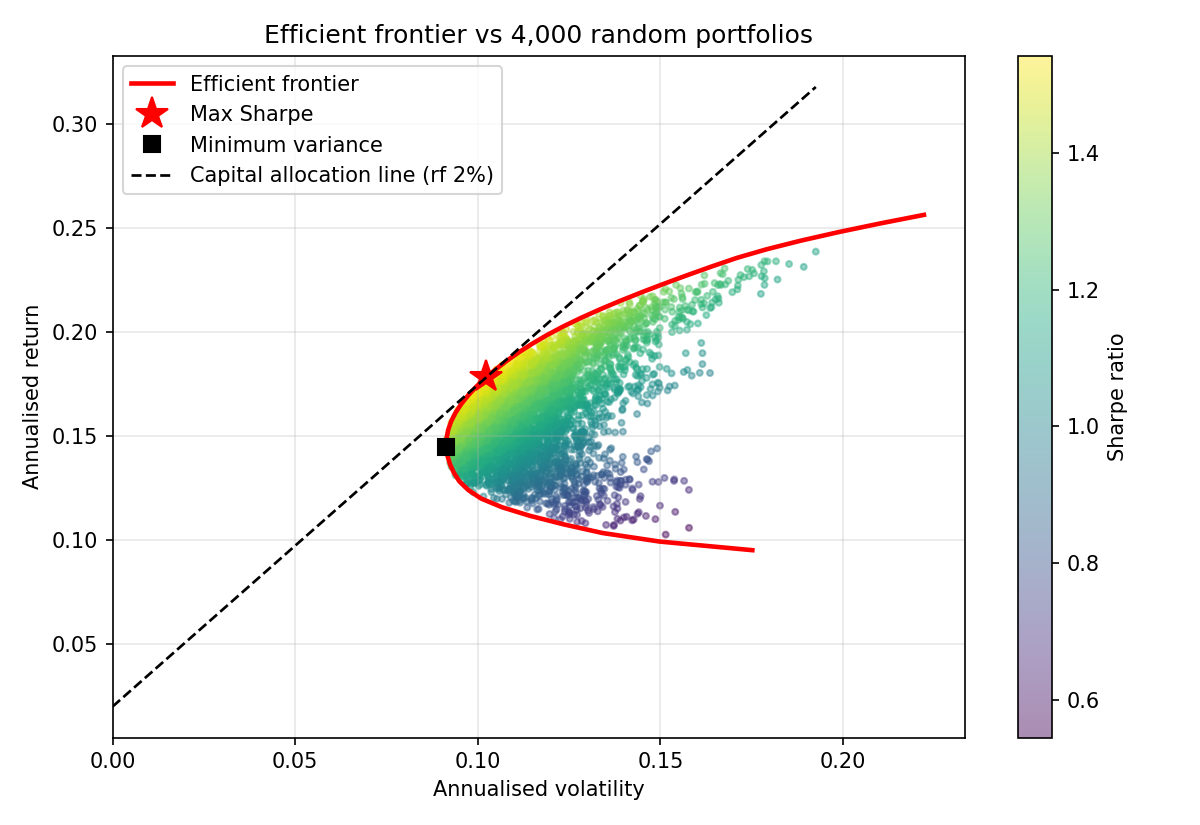 Efficient frontier vs 4,000 random portfolios
Efficient frontier
Max Sharpe
Minimum variance
Capital allocation line (rf 2%)
Annualised return
0.30
0.25
0.20
0.15
0.10
0.05
0.00
0.05
0.10
0.15
0.20
Annualised volatility
1.4
1.2
1.0
0.8
0.6
Sharpe ratio